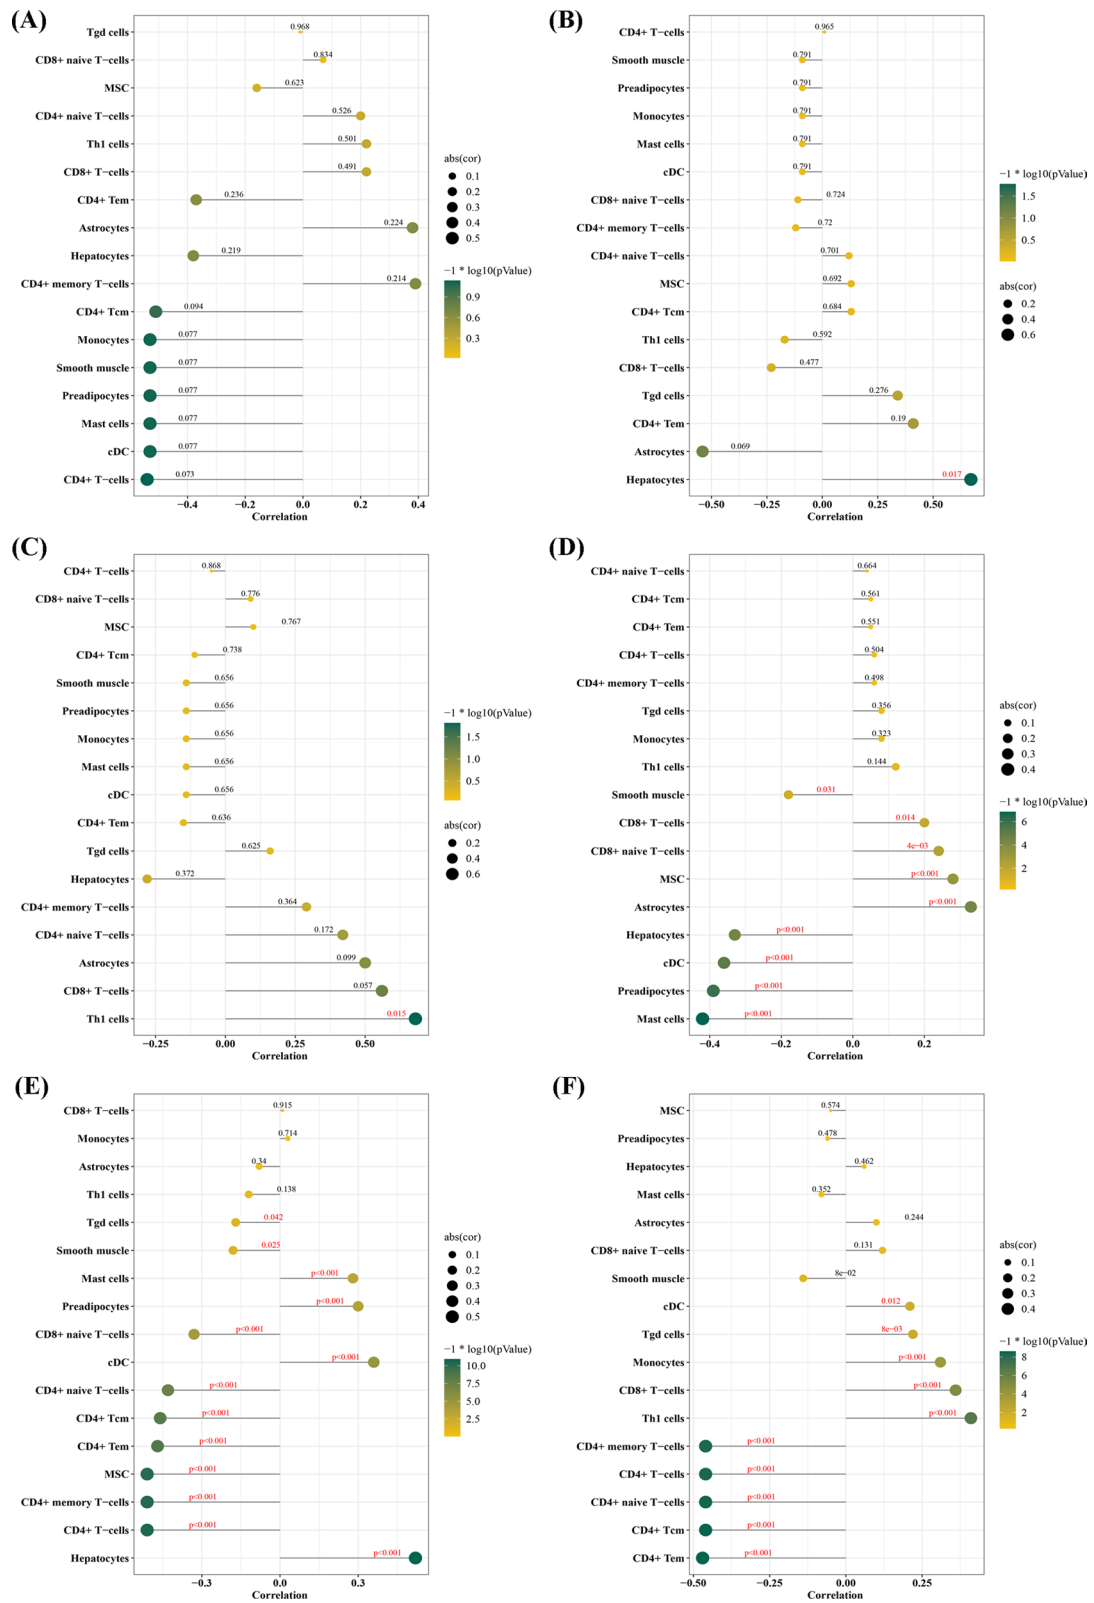 (A)
Tgd cells 0.968
CD8+ naive T−cells 0.834
MSC 0.623
CD4+ naive T−cells 0.526
Th1 cells 0.501
CD8+ T−cells 0.491
CD4+ Tem 0.236
Astrocytes 0.224
Hepatocytes 0.219
CD4+ memory T−cells 0.214
CD4+ Tcm 0.094
Monocytes 0.077
Smooth muscle 0.077
Preadipocytes 0.077
Mast cells 0.077
cDC 0.077
CD4+ T−cells 0.073
−0.4 −0.2 0.0 0.2 0.4
Correlation
abs(cor)
0.1
0.2
0.3
0.4
0.5
−1 * log10(pValue)
0.9
0.6
0.3
(B)
CD4+ T−cells 0.965
Smooth muscle 0.791
Preadipocytes 0.791
Monocytes 0.791
Mast cells 0.791
cDC 0.791
CD8+ naive T−cells 0.724
CD4+ memory T−cells 0.72
CD4+ naive T−cells 0.701
MSC 0.692
CD4+ Tcm 0.684
Th1 cells 0.592
CD8+ T−cells 0.477
Tgd cells 0.276
CD4+ Tem 0.19
Astrocytes 0.069
Hepatocytes 0.017
−0.50 −0.25 0.00 0.25 0.50
Correlation
−1 * log10(pValue)
1.5
1.0
0.5
abs(cor)
0.2
0.4
0.6
(C)
CD4+ T−cells 0.868
CD8+ naive T−cells 0.776
MSC 0.767
CD4+ Tcm 0.738
Smooth muscle 0.656
Preadipocytes 0.656
Monocytes 0.656
Mast cells 0.656
cDC 0.656
CD4+ Tem 0.636
Tgd cells 0.625
Hepatocytes 0.372
CD4+ memory T−cells 0.364
CD4+ naive T−cells 0.172
Astrocytes 0.099
CD8+ T−cells 0.057
Th1 cells 0.015
−0.25 0.00 0.25 0.50
Correlation
−1 * log10(pValue)
1.5
1.0
0.5
abs(cor)
0.2
0.4
0.6
(D)
CD4+ naive T−cells 0.664
CD4+ Tcm 0.561
CD4+ Tem 0.551
CD4+ T−cells 0.504
CD4+ memory T−cells 0.498
Tgd cells 0.356
Monocytes 0.323
Th1 cells 0.144
Smooth muscle 0.031
CD8+ T−cells 0.014
CD8+ naive T−cells 4e−03
MSC p<0.001
Astrocytes p<0.001
Hepatocytes p<0.001
cDC p<0.001
Preadipocytes p<0.001
Mast cells p<0.001
−0.4 −0.2 0.0 0.2
Correlation
abs(cor)
0.1
0.2
0.3
0.4
−1 * log10(pValue)
6
4
2
(E)
CD8+ T−cells 0.915
Monocytes 0.714
Astrocytes 0.34
Th1 cells 0.138
Tgd cells 0.042
Smooth muscle 0.025
Mast cells p<0.001
Preadipocytes p<0.001
CD8+ naive T−cells p<0.001
cDC p<0.001
CD4+ naive T−cells p<0.001
CD4+ Tcm p<0.001
CD4+ Tem p<0.001
MSC p<0.001
CD4+ memory T−cells p<0.001
CD4+ T−cells p<0.001
Hepatocytes p<0.001
−0.3 0.0 0.3
Correlation
abs(cor)
0.1
0.2
0.3
0.4
0.5
−1 * log10(pValue)
10.0
7.5
5.0
2.5
(F)
MSC 0.574
Preadipocytes 0.478
Hepatocytes 0.462
Mast cells 0.352
Astrocytes 0.244
CD8+ naive T−cells 0.131
Smooth muscle 8e−02
cDC 0.012
Tgd cells 8e−03
Monocytes p<0.001
CD8+ T−cells p<0.001
Th1 cells p<0.001
CD4+ memory T−cells p<0.001
CD4+ T−cells p<0.001
CD4+ naive T−cells p<0.001
CD4+ Tcm p<0.001
CD4+ Tem p<0.001
−0.50 −0.25 0.00 0.25
Correlation
abs(cor)
0.1
0.2
0.3
0.4
−1 * log10(pValue)
8
6
4
2